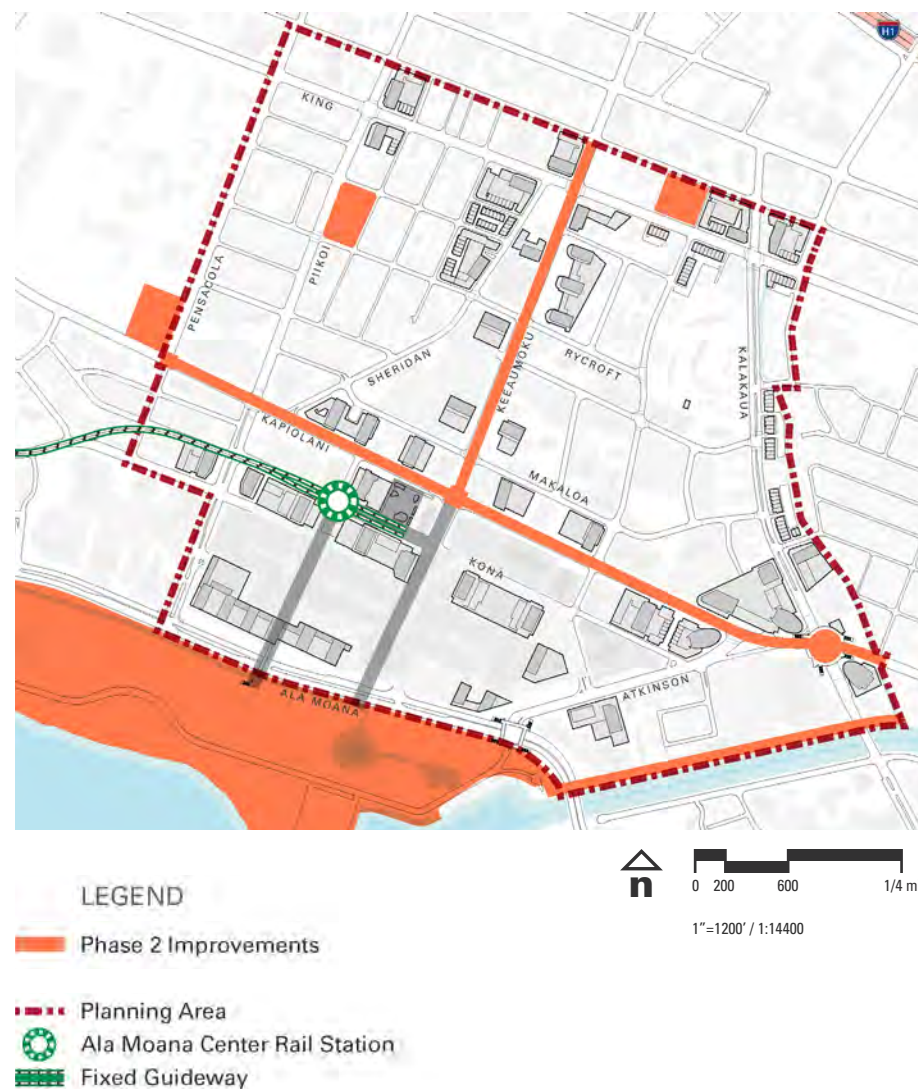 H1
KING
PENSACOLA
PIIKOI
SHERIDAN
KEEAUMOKU
RYCROFT
KALAKAUA
KAPIOLANI
MAKALOA
KONA
ATKINSON
ALA MOANA
n
0 200 600 1/4 m
1"=1200' / 1:14400
LEGEND
Phase 2 Improvements
Planning Area
Ala Moana Center Rail Station
Fixed Guideway